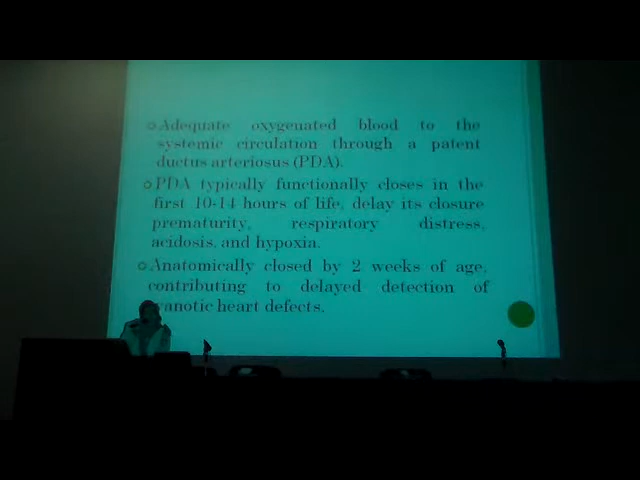 Adequate oxygenated blood to the
systemic circulation through a patent
ductus arteriosus (PDA).
PDA typically functionally closes in the
first 10-14 hours of life, delay its closure
prematurity, respiratory distress,
acidosis, and hypoxia.
Anatomically closed by 2 weeks of age,
contributing to delayed detection of
heart defects.